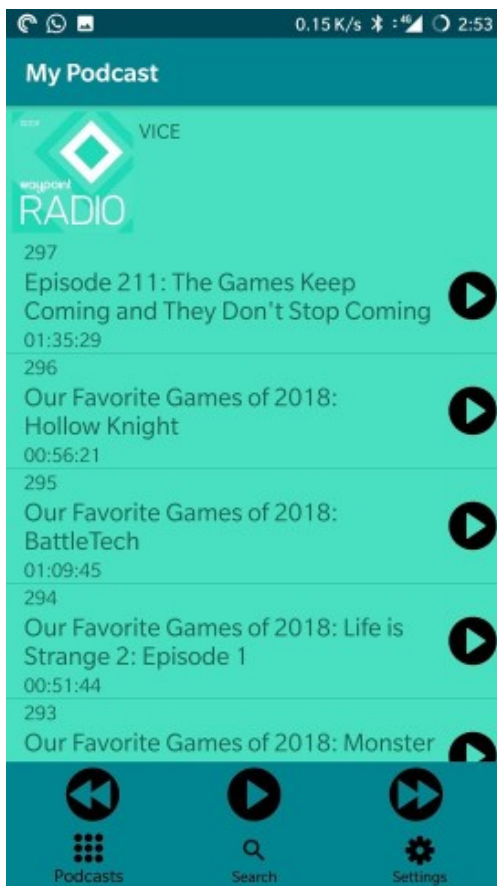 0.15 K/s 4G 2:53
My Podcast
VICE
waypoint
RADIO
297
Episode 211: The Games Keep
Coming and They Don't Stop Coming
01:35:29
296
Our Favorite Games of 2018:
Hollow Knight
00:56:21
295
Our Favorite Games of 2018:
BattleTech
01:09:45
294
Our Favorite Games of 2018: Life is
Strange 2: Episode 1
00:51:44
293
Our Favorite Games of 2018: Monster
Podcasts
Search
Settings